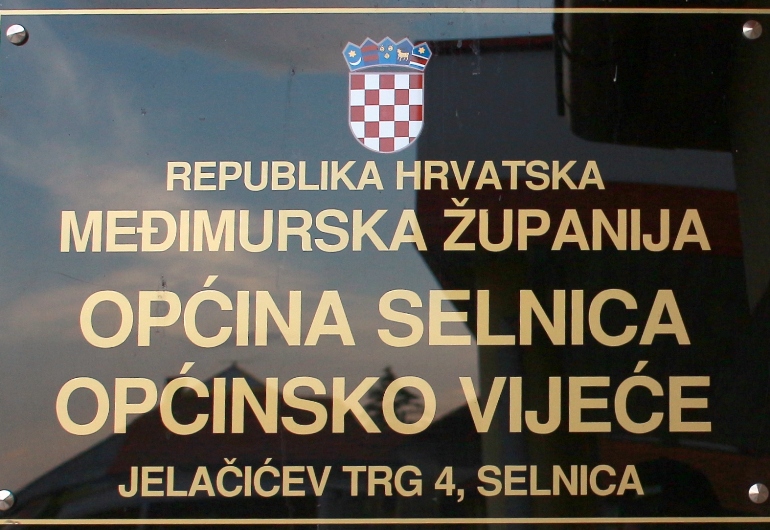 REPUBLIKA HRVATSKA
MEĐIMURSKA ŽUPANIJA
OPĆINA SELNICA
OPĆINSKO VIJEĆE
JELAČIĆEV TRG 4, SELNICA